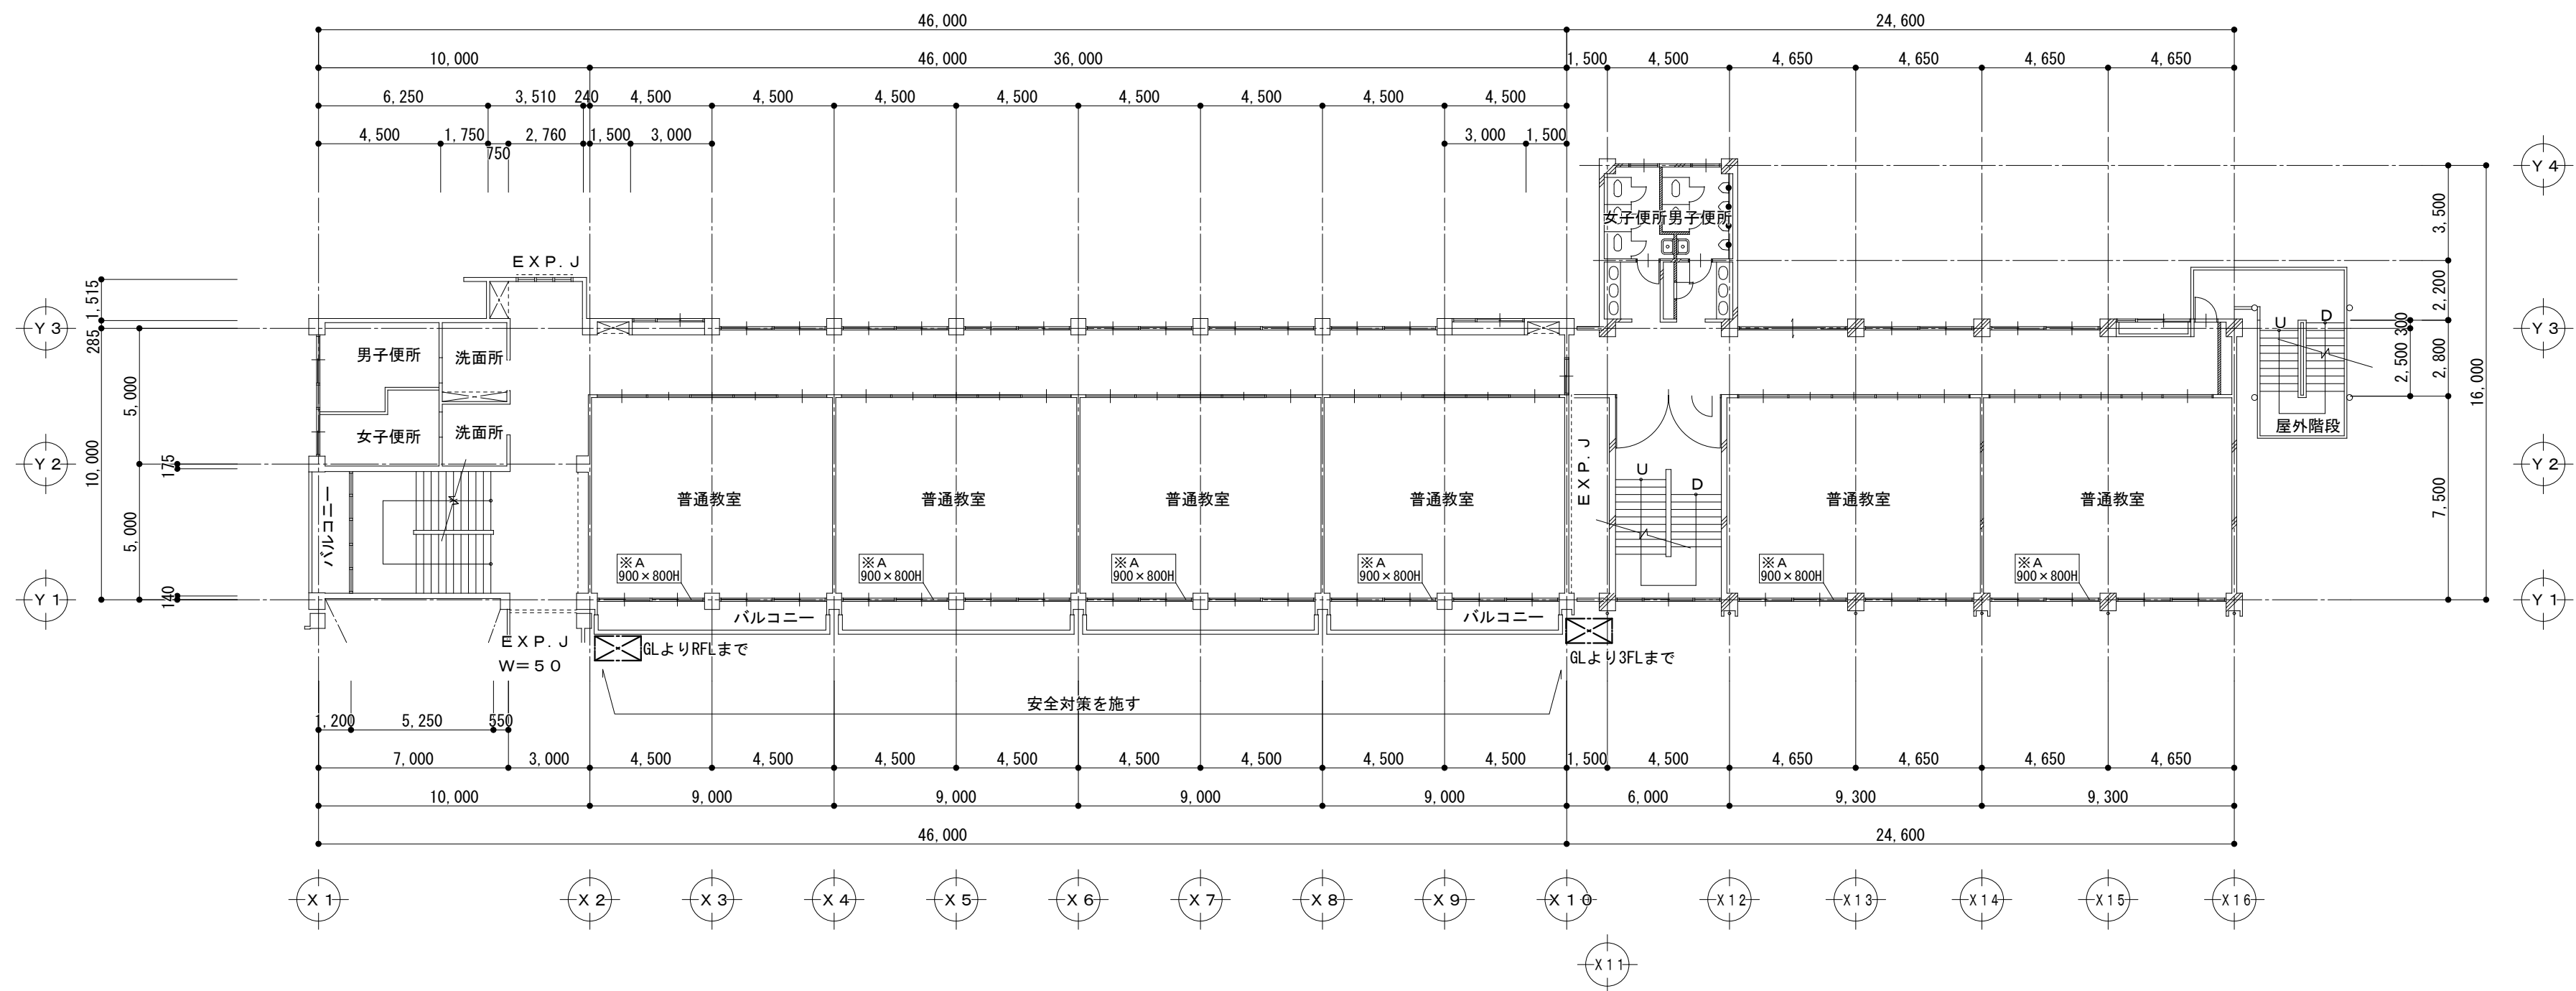 46,000 24,600
10,000 46,000 36,000 1,500 4,500 4,650 4,650 4,650 4,650
6,250 3,510 240 4,500 4,500 4,500 4,500 4,500 4,500 4,500 4,500
4,500 1,750 2,760 1,500 3,000 3,000 1,500
750
Y4
3,500
女子便所 男子便所
EXP.J
1,515
2,200
U D
300
Y3
285
Y3
男子便所 洗面所
2,500
2,800
16,000
5,000
女子便所 洗面所
屋外階段
10,000
175
Y2
EXP.J
U
D
Y2
バルコニー
普通教室 普通教室 普通教室 普通教室 普通教室 普通教室
7,500
5,000
※A
900×800H
※A
900×800H
※A
900×800H
※A
900×800H
※A
900×800H
※A
900×800H
140
Y1
Y1
バルコニー バルコニー
EXP.J
W=50
GLよりRFLまで
GLより3FLまで
安全対策を施す
1,200 5,250 550
7,000 3,000 4,500 4,500 4,500 4,500 4,500 4,500 4,500 4,500 1,500 4,500 4,650 4,650 4,650 4,650
10,000 9,000 9,000 9,000 9,000 6,000 9,300 9,300
46,000 24,600
X1 X2 X3 X4 X5 X6 X7 X8 X9 X10 X12 X13 X14 X15 X16
X11